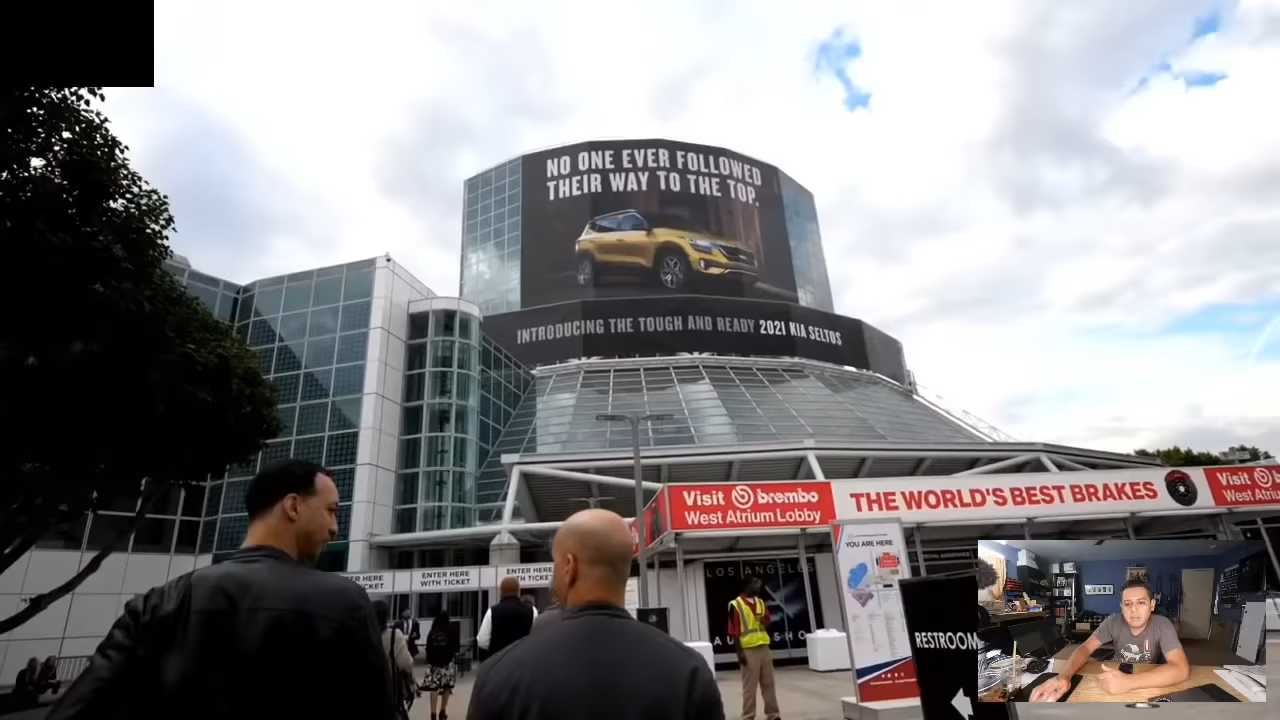 NO ONE EVER FOLLOWED
THEIR WAY TO THE TOP.
INTRODUCING THE TOUGH AND READY 2021 KIA SELTOS
Visit brembo
West Atrium Lobby
THE WORLD'S BEST BRAKES
Visit
West
YOU ARE HERE
ENTER HERE
ENTER HERE
WITH TICKET
ENTER HERE
WITH TICKET
LOS ANGELES
RESTROOM